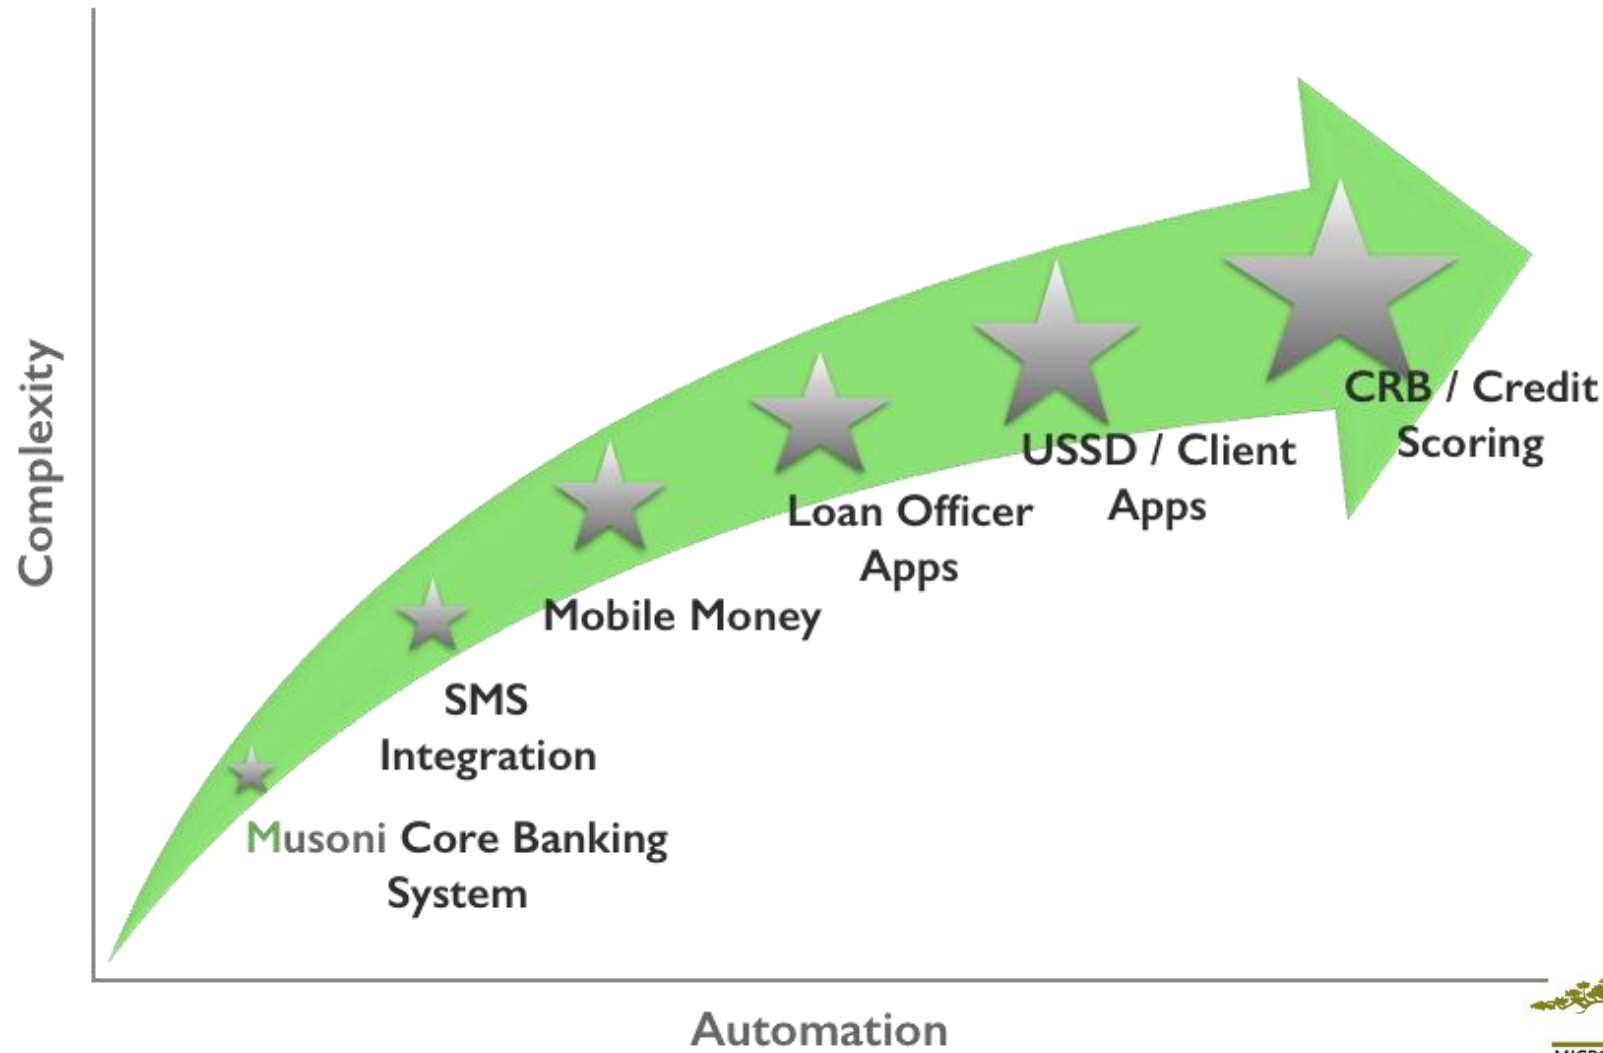 Complexity
CRB / Credit
Scoring
USSD / Client
Apps
Loan Officer
Apps
Mobile Money
SMS
Integration
Musoni Core Banking
System
Automation